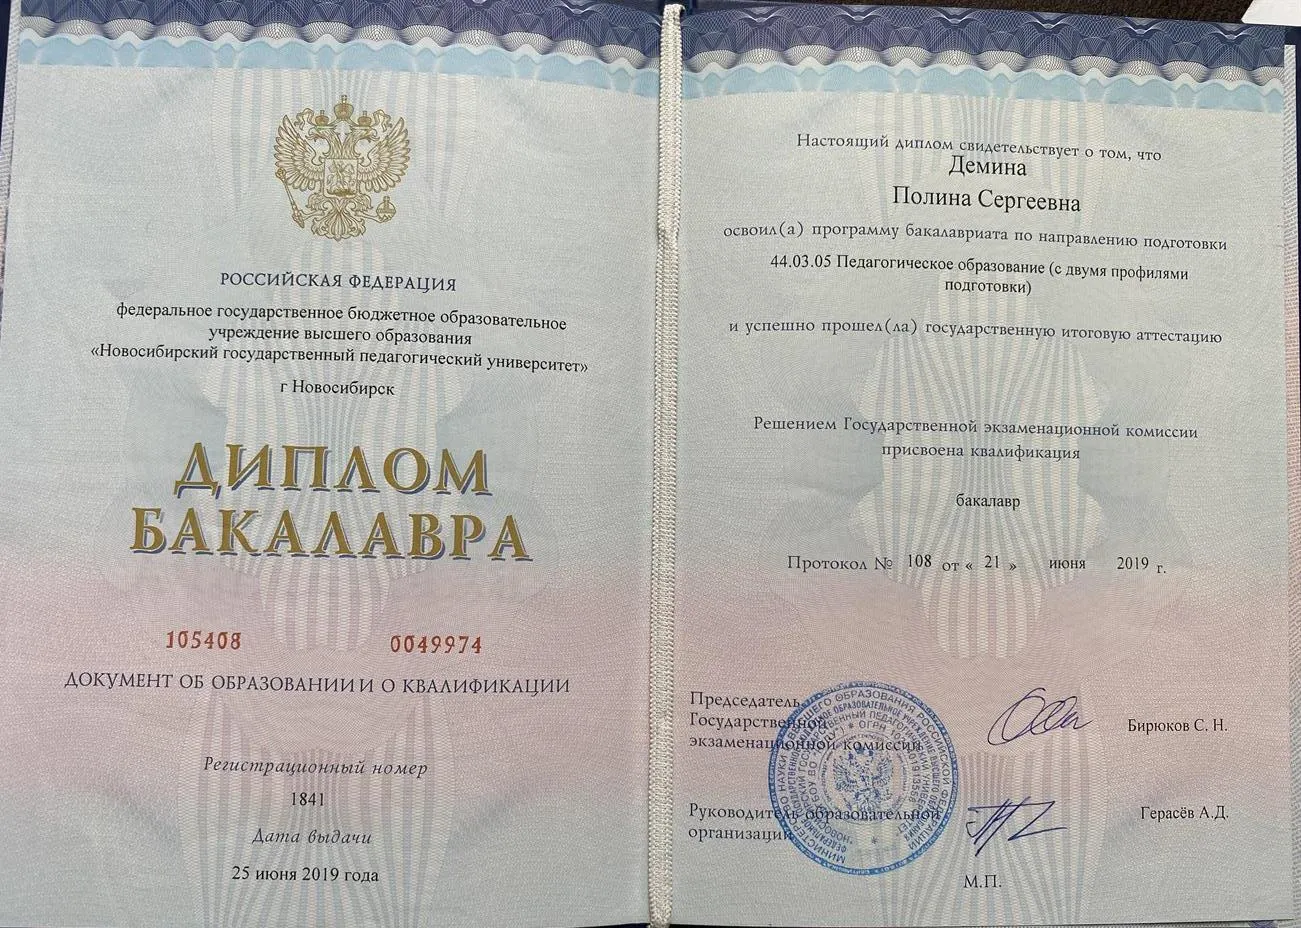 РОССИЙСКАЯ ФЕДЕРАЦИЯ
федеральное государственное бюджетное образовательное
учреждение высшего образования
«Новосибирский государственный педагогический университет»
г Новосибирск
ДИПЛОМ
БАКАЛАВРА
105408 0049974
ДОКУМЕНТ ОБ ОБРАЗОВАНИИ И О КВАЛИФИКАЦИИ
Регистрационный номер
1841
Дата выдачи
25 июня 2019 года
Настоящий диплом свидетельствует о том, что
Демина
Полина Сергеевна
освоил(а) программу бакалавриата по направлению подготовки
44.03.05 Педагогическое образование (с двумя профилями
подготовки)
и успешно прошел(ла) государственную итоговую аттестацию
Решением Государственной экзаменационной комиссии
присвоена квалификация
бакалавр
Протокол № 108 от « 21 » июня 2019 г.
Председатель
Государственной
экзаменационной комиссии
Бирюков С. Н.
Руководитель образовательной
организации
Герасёв А.Д.
М.П.